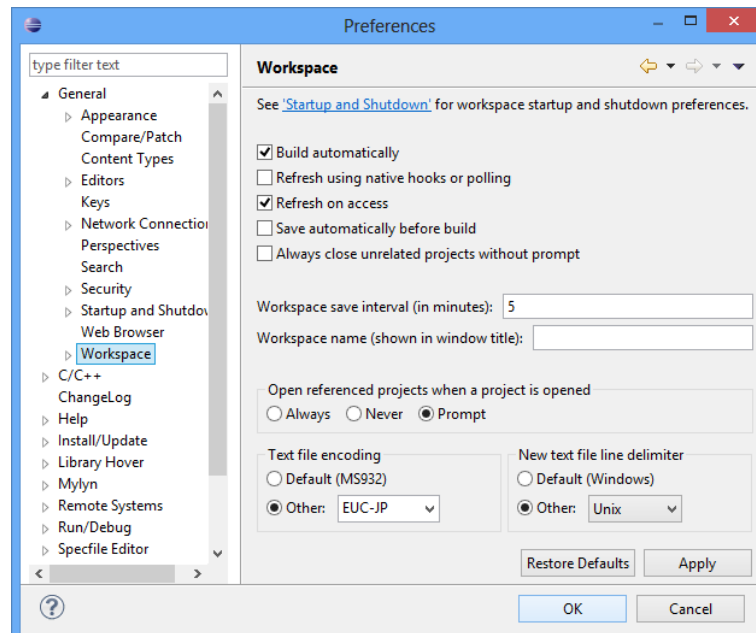 Preferences
type filter text
General
Appearance
Compare/Patch
Content Types
Editors
Keys
Network Connection
Perspectives
Search
Security
Startup and Shutdov
Web Browser
Workspace
C/C++
ChangeLog
Help
Install/Update
Library Hover
Mylyn
Remote Systems
Run/Debug
Specfile Editor
Workspace
See 'Startup and Shutdown' for workspace startup and shutdown preferences.
Build automatically
Refresh using native hooks or polling
Refresh on access
Save automatically before build
Always close unrelated projects without prompt
Workspace save interval (in minutes): 5
Workspace name (shown in window title):
Open referenced projects when a project is opened
Always Never Prompt
Text file encoding
Default (MS932)
Other: EUC-JP
New text file line delimiter
Default (Windows)
Other: Unix
Restore Defaults Apply
? OK Cancel